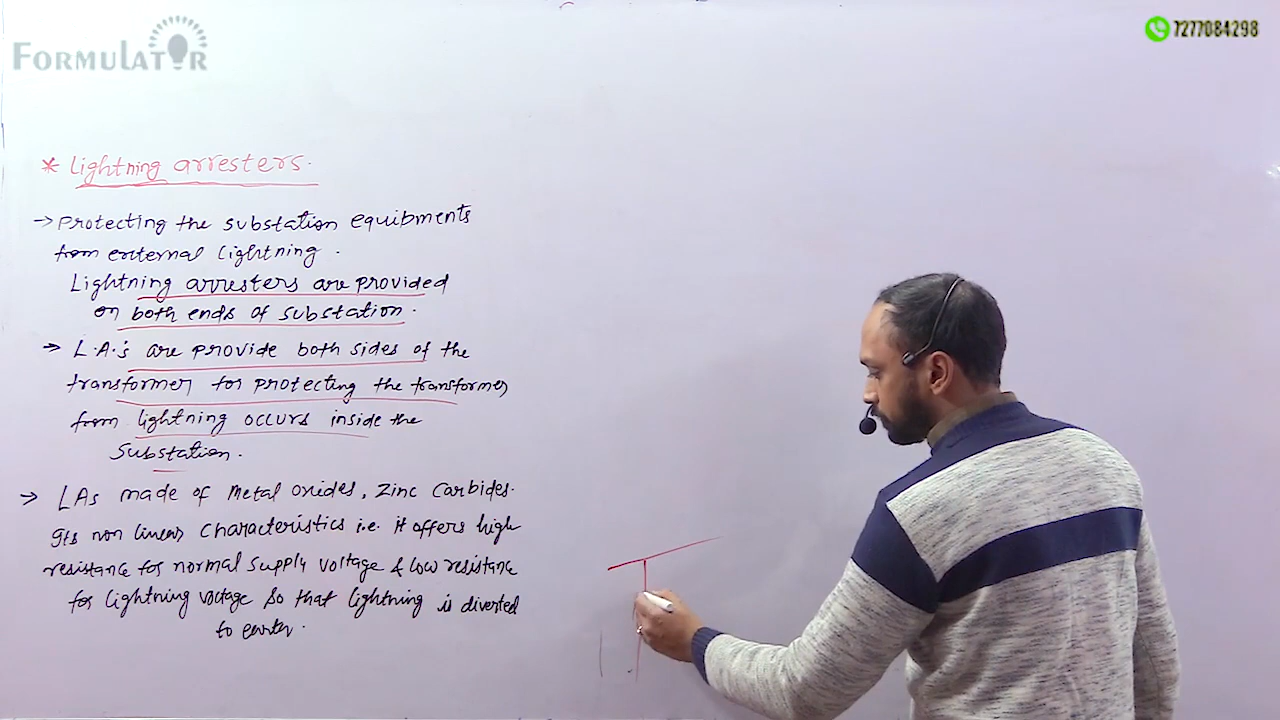 FORMULATOR
7277084298
* Lightning arresters.
→ Protecting the substation equibments
from external Lightning .
Lightning arresters are provided
on both ends of substation .
→ L.A.'s are provide both sides of the
transformer for protecting the transformer
from lightning occurs inside the
Substation .
→ LAs made of Metal Oxides, Zinc Carbides.
Its non linear Characteristics i.e. it offers high
resistance for normal supply voltage & low resistance
for lightning voltage so that lightning is diverted
to earth .